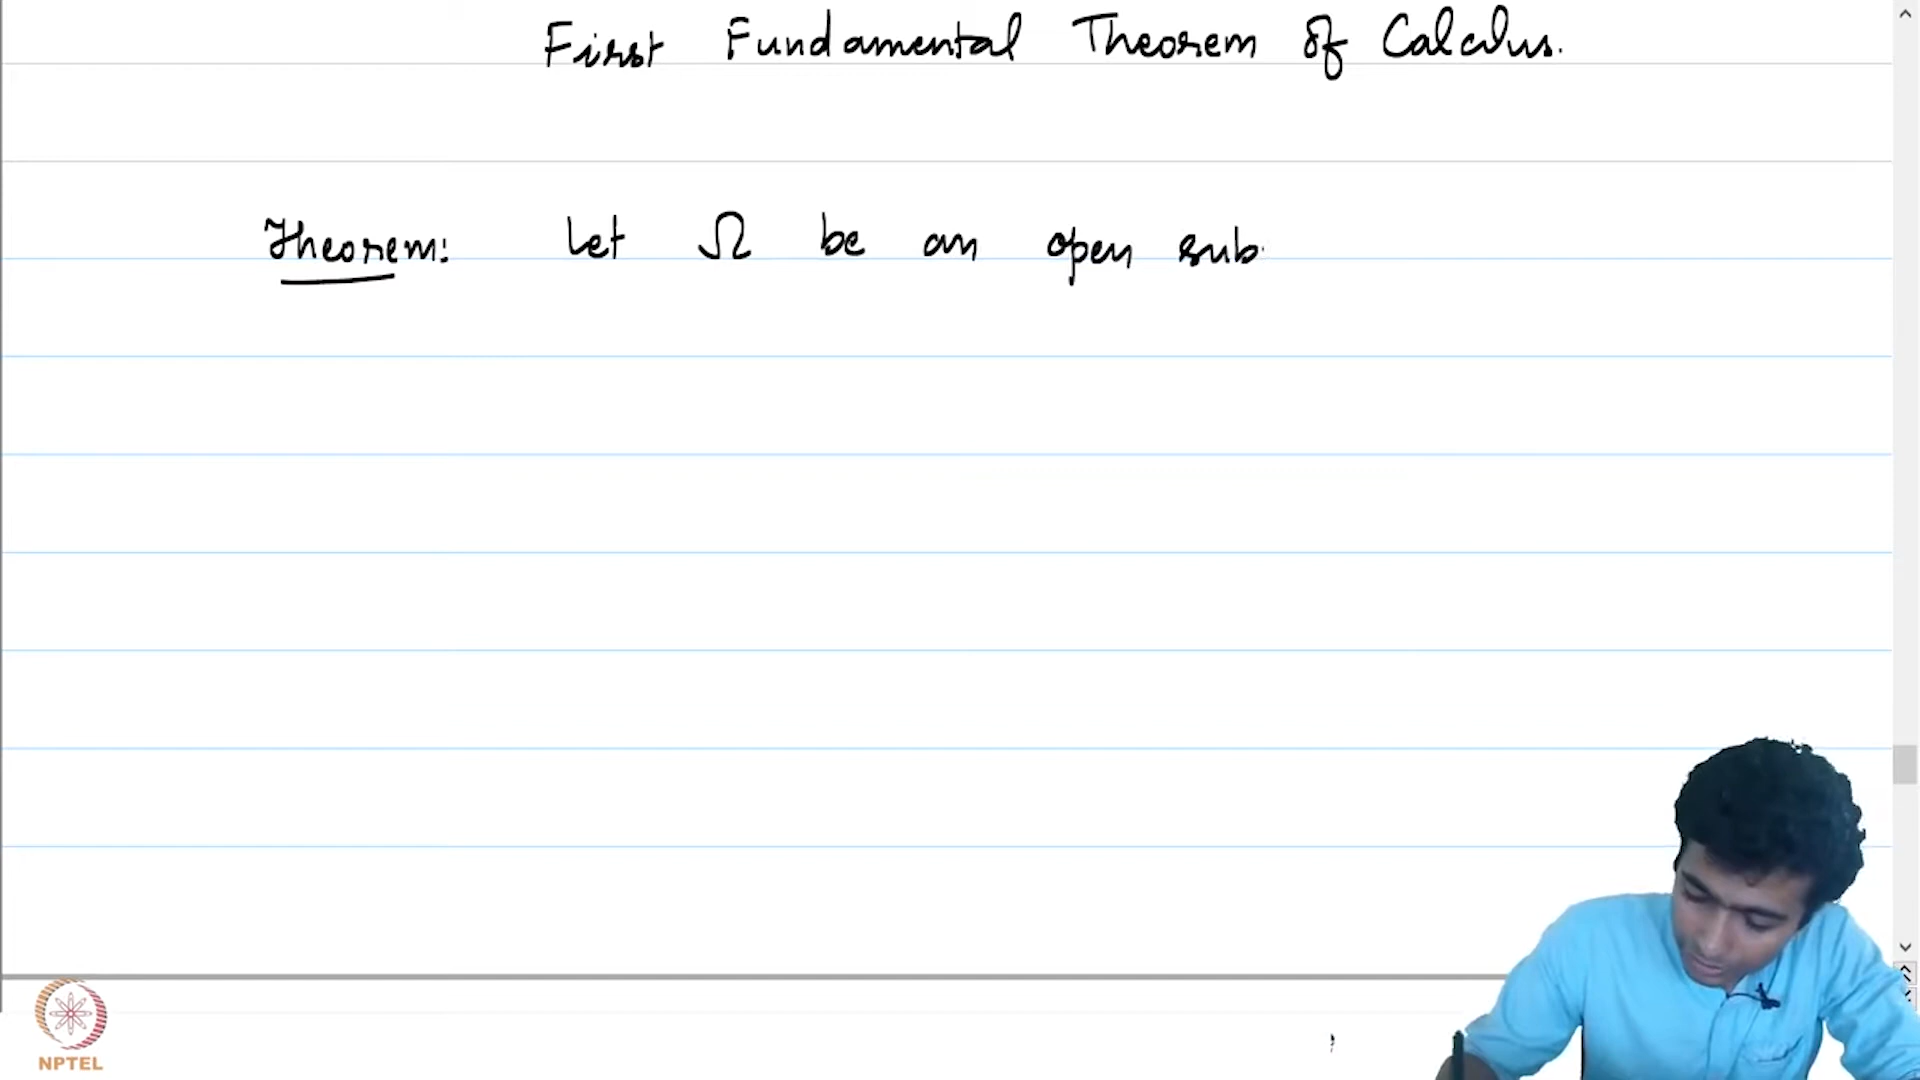 First Fundamental Theorem of Calculus.
Theorem: Let Ω be an open sub
NPTEL